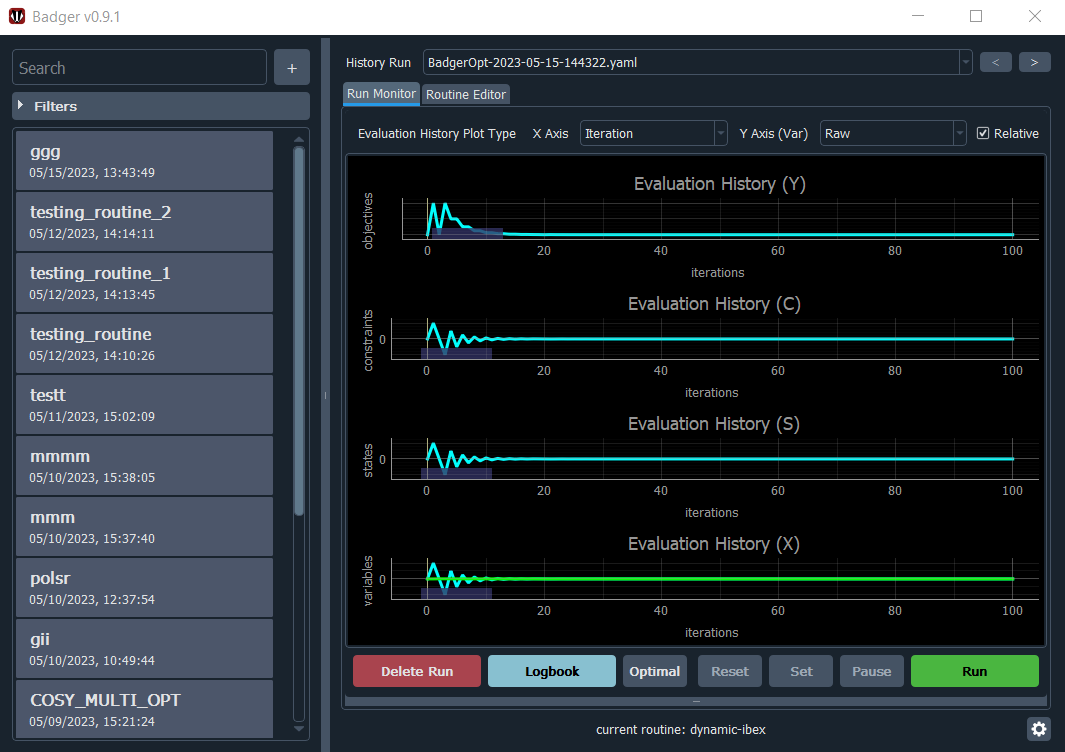 Badger v0.9.1
Search
+
Filters
ggg
05/15/2023, 13:43:49
testing_routine_2
05/12/2023, 14:14:11
testing_routine_1
05/12/2023, 14:13:45
testing_routine
05/12/2023, 14:10:26
testt
05/11/2023, 15:02:09
mmmm
05/10/2023, 15:38:05
mmm
05/10/2023, 15:37:40
polsr
05/10/2023, 12:37:54
gii
05/10/2023, 10:49:44
COSY_MULTI_OPT
05/09/2023, 15:21:24
History Run BadgerOpt-2023-05-15-144322.yaml < >
Run Monitor Routine Editor
Evaluation History Plot Type X Axis Iteration Y Axis (Var) Raw Relative
Evaluation History (Y)
objectives
0 20 40 60 80 100
iterations
Evaluation History (C)
constraints
0
0 20 40 60 80 100
iterations
Evaluation History (S)
states
0
0 20 40 60 80 100
iterations
Evaluation History (X)
variables
0
0 20 40 60 80 100
iterations
Delete Run Logbook Optimal Reset Set Pause Run
current routine: dynamic-ibex